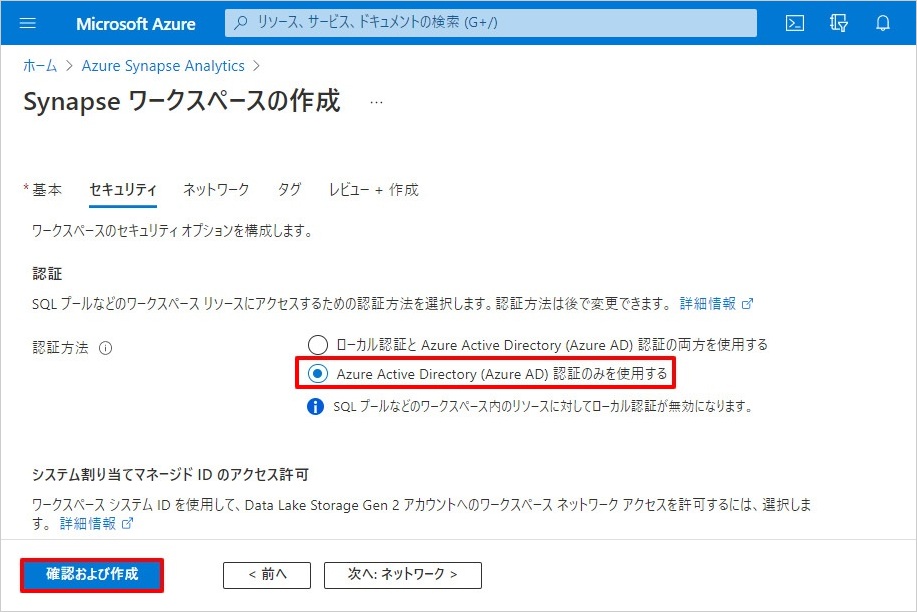 Microsoft Azure
リソース、サービス、ドキュメントの検索 (G+/)
ホーム > Azure Synapse Analytics >
Synapse ワークスペースの作成 ...
*基本 セキュリティ ネットワーク タグ レビュー + 作成
ワークスペースのセキュリティ オプションを構成します。
認証
SQL プールなどのワークスペース リソースにアクセスするための認証方法を選択します。認証方法は後で変更できます。 詳細情報
認証方法
ローカル認証と Azure Active Directory (Azure AD) 認証の両方を使用する
Azure Active Directory (Azure AD) 認証のみを使用する
SQL プールなどのワークスペース内のリソースに対してローカル認証が無効になります。
システム割り当てマネージド ID のアクセス許可
ワークスペース システム ID を使用して、Data Lake Storage Gen 2 アカウントへのワークスペース ネットワーク アクセスを許可するには、選択しま
す。 詳細情報
確認および作成 < 前へ 次へ: ネットワーク >